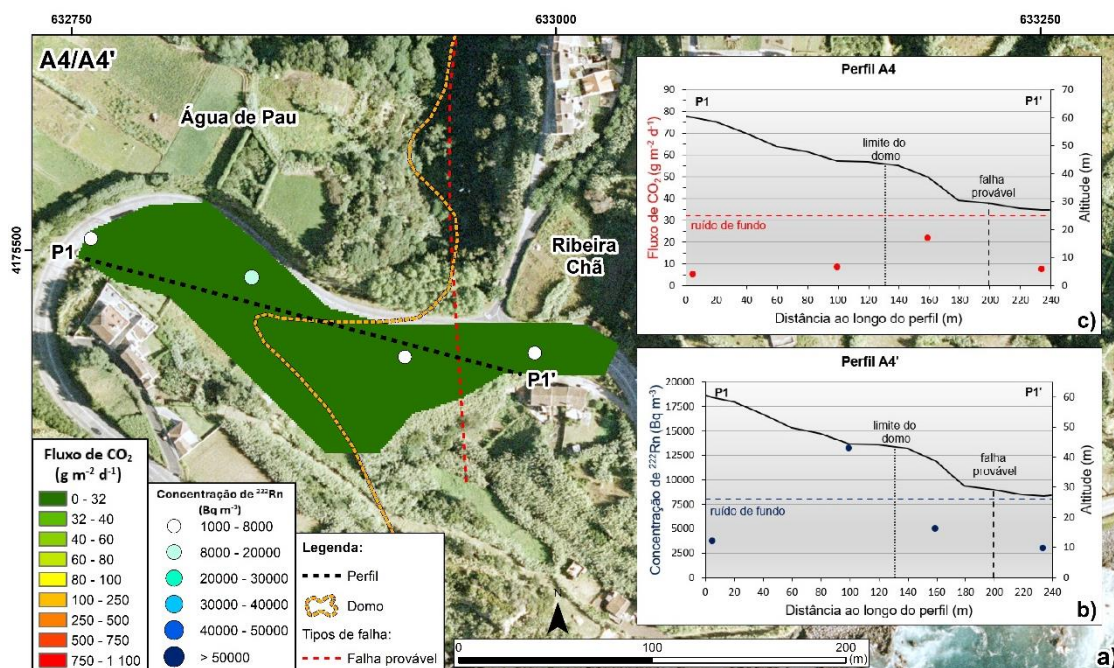 632750
633000
633250
A4/A4'
Água de Pau
4175500
P1
Ribeira
Chã
P1'
Perfil A4
P1
P1'
Fluxo de CO₂ (g m⁻² d⁻¹)
90
80
70
60
50
40
30
20
10
0
70
60
50
40
30
20
10
0
Altitude (m)
limite do
domo
falha
provável
ruído de fundo
0 20 40 60 80 100 120 140 160 180 200 220 240
Distância ao longo do perfil (m)
c)
Perfil A4'
P1
P1'
Concentração de ²²²Rn (Bq m⁻³)
20000
17500
15000
12500
10000
7500
5000
2500
0
60
50
40
30
20
10
0
Altitude (m)
limite do
domo
falha
provável
ruído de fundo
0 20 40 60 80 100 120 140 160 180 200 220 240
Distância ao longo do perfil (m)
b)
Fluxo de CO₂
(g m⁻² d⁻¹)
0 - 32
32 - 40
40 - 60
60 - 80
80 - 100
100 - 250
250 - 500
500 - 750
750 - 1 100
Concentração de ²²²Rn
(Bq m⁻³)
1000 - 8000
8000 - 20000
20000 - 30000
30000 - 40000
40000 - 50000
> 50000
Legenda:
Perfil
Domo
Tipos de falha:
Falha provável
N
0 100 200
(m)